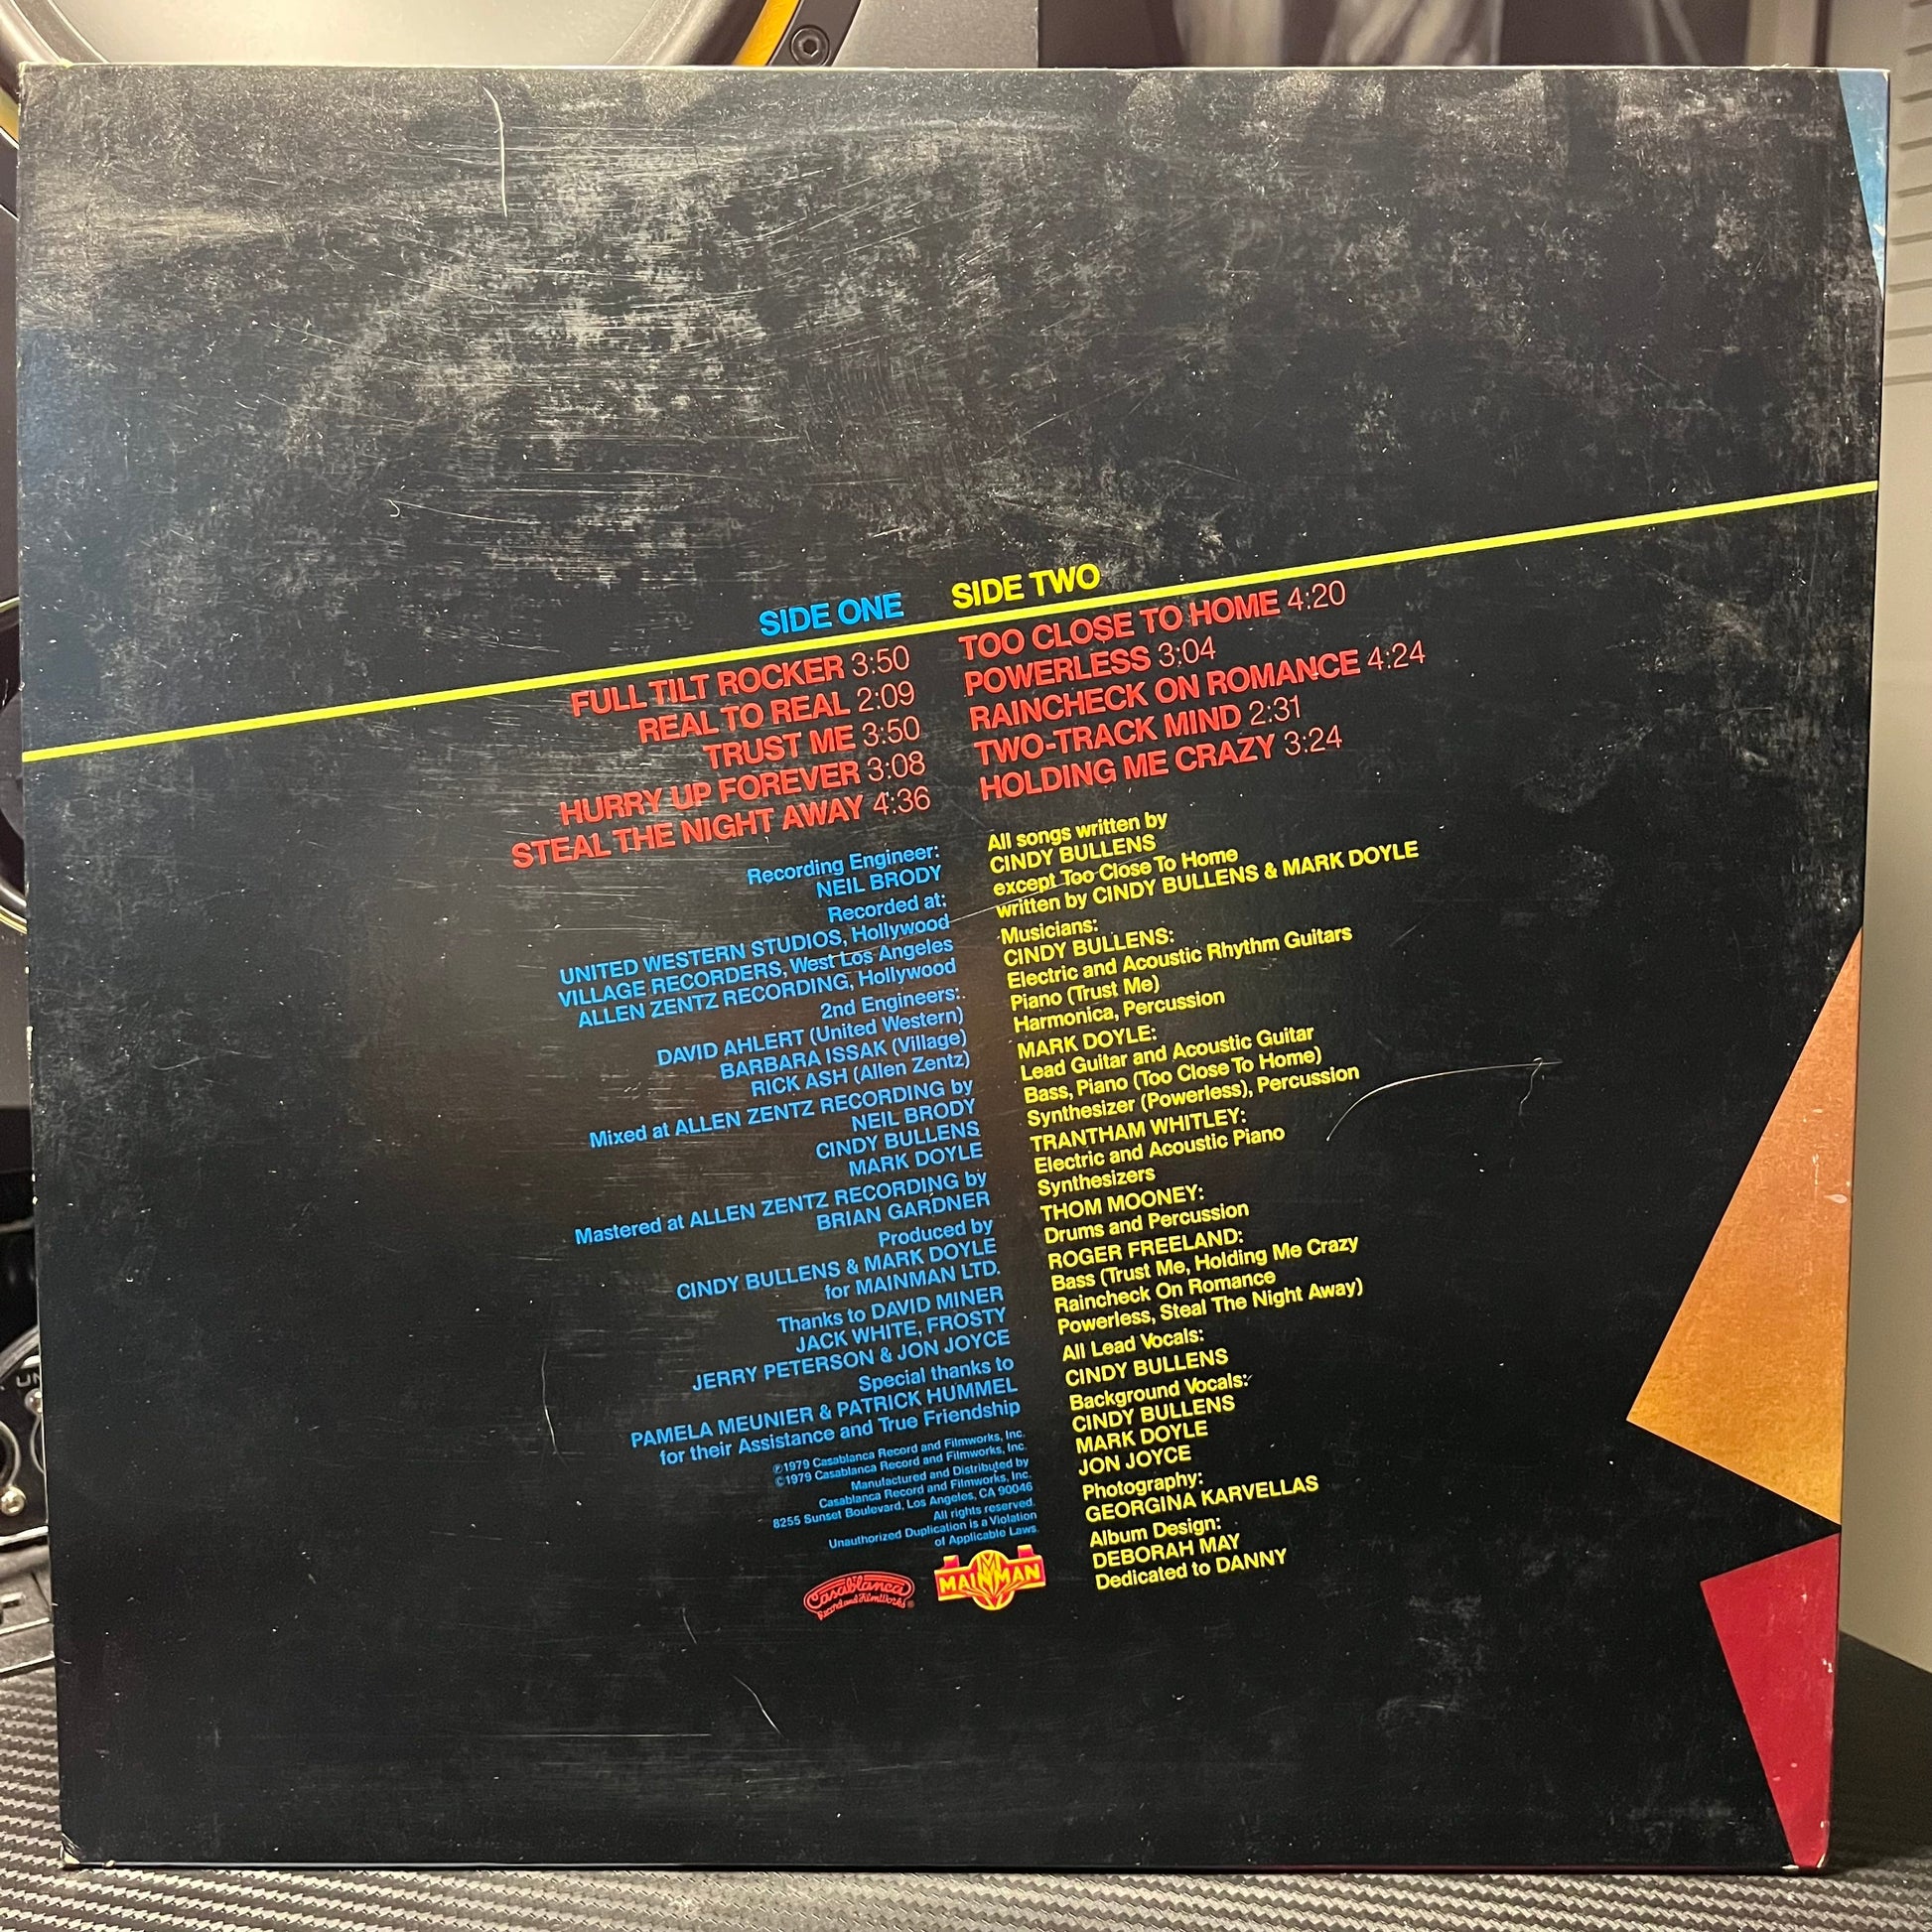 SIDE ONE
FULL TILT ROCKER 3:50
REAL TO REAL 2:09
TRUST ME 3:50
HURRY UP FOREVER 3:08
STEAL THE NIGHT AWAY 4:36
Recording Engineer:
NEIL BRODY
Recorded at:
UNITED WESTERN STUDIOS, Hollywood
VILLAGE RECORDERS, West Los Angeles
ALLEN ZENTZ RECORDING, Hollywood
2nd Engineers:
DAVID AHLERT (United Western)
BARBARA ISSAK (Village)
RICK ASH (Allen Zentz)
Mixed at ALLEN ZENTZ RECORDING by
NEIL BRODY
CINDY BULLENS
MARK DOYLE
Mastered at ALLEN ZENTZ RECORDING by
BRIAN GARDNER
Produced by
CINDY BULLENS & MARK DOYLE
for MAINMAN LTD.
Thanks to DAVID MINER
JACK WHITE, FROSTY
JERRY PETERSON & JON JOYCE
Special thanks to
PAMELA MEUNIER & PATRICK HUMMEL
for their Assistance and True Friendship
℗1979 Casablanca Record and Filmworks, Inc.
©1979 Casablanca Record and Filmworks, Inc.
Manufactured and Distributed by
Casablanca Record and Filmworks, Inc.
8255 Sunset Boulevard, Los Angeles, CA 90046
All rights reserved.
Unauthorized Duplication is a Violation
of Applicable Laws.
Casablanca
Record and FilmWorks ®
MAINMAN
SIDE TWO
TOO CLOSE TO HOME 4:20
POWERLESS 3:04
RAINCHECK ON ROMANCE 4:24
TWO-TRACK MIND 2:31
HOLDING ME CRAZY 3:24
All songs written by
CINDY BULLENS
except Too Close To Home
written by CINDY BULLENS & MARK DOYLE
Musicians:
CINDY BULLENS:
Electric and Acoustic Rhythm Guitars
Piano (Trust Me)
Harmonica, Percussion
MARK DOYLE:
Lead Guitar and Acoustic Guitar
Bass, Piano (Too Close To Home)
Synthesizer (Powerless), Percussion
TRANTHAM WHITLEY:
Electric and Acoustic Piano
Synthesizers
THOM MOONEY:
Drums and Percussion
ROGER FREELAND:
Bass (Trust Me, Holding Me Crazy
Raincheck On Romance
Powerless, Steal The Night Away)
All Lead Vocals:
CINDY BULLENS
Background Vocals:
CINDY BULLENS
MARK DOYLE
JON JOYCE
Photography:
GEORGINA KARVELLAS
Album Design:
DEBORAH MAY
Dedicated to DANNY